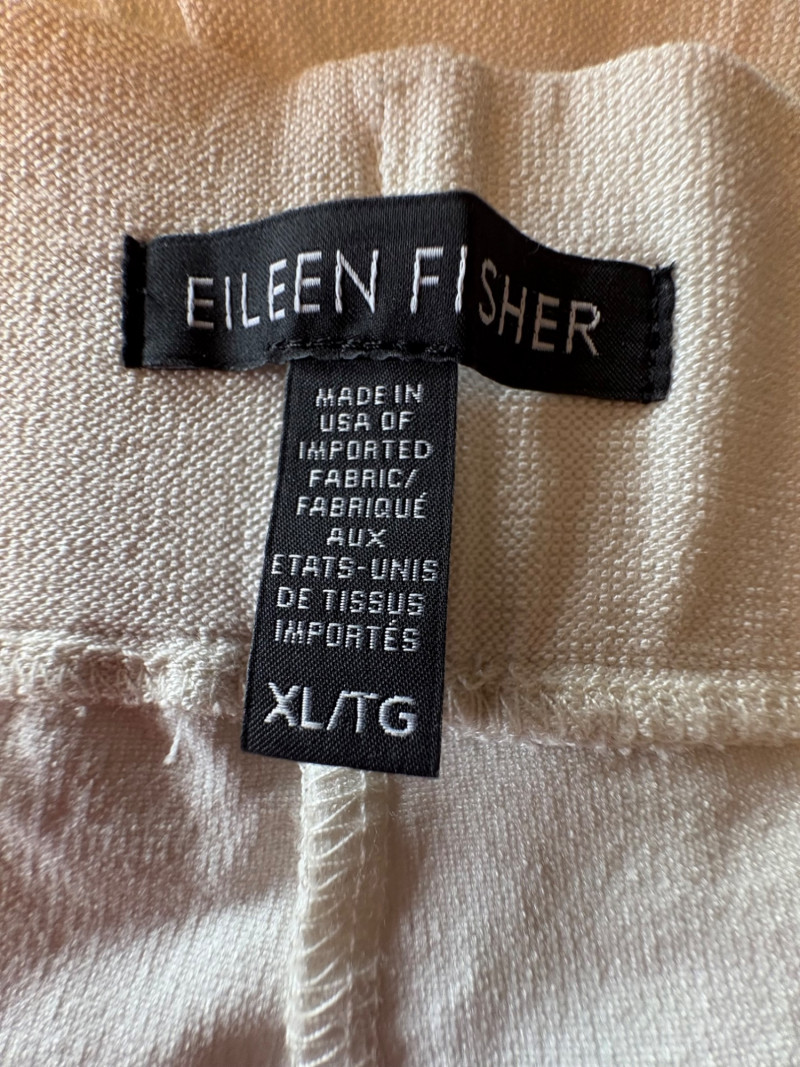 EILEEN FISHER
MADE IN
USA OF
IMPORTED
FABRIC/
FABRIQUÉ
AUX
ETATS-UNIS
DE TISSUS
IMPORTÉS
XL/TG